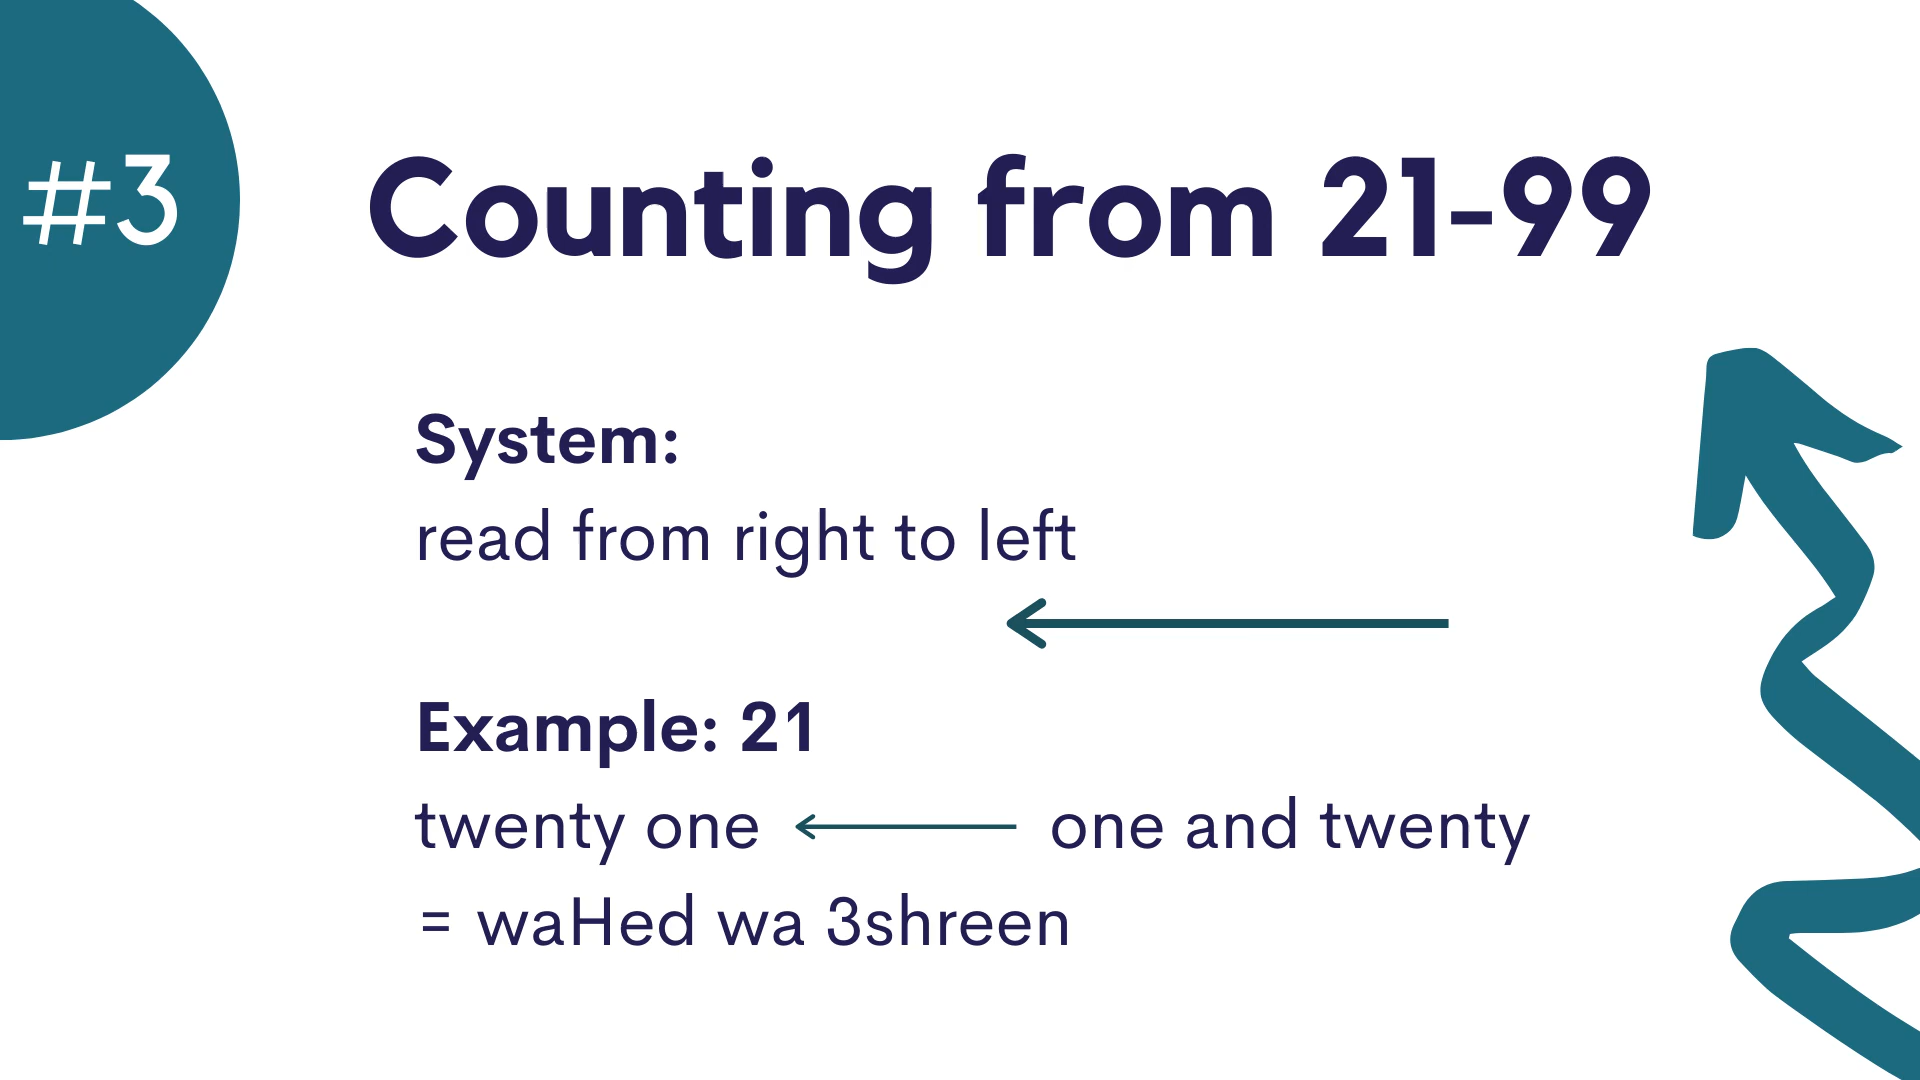 #3
Counting from 21-99
System:
read from right to left
Example: 21
twenty one one and twenty
= waHed wa 3shreen